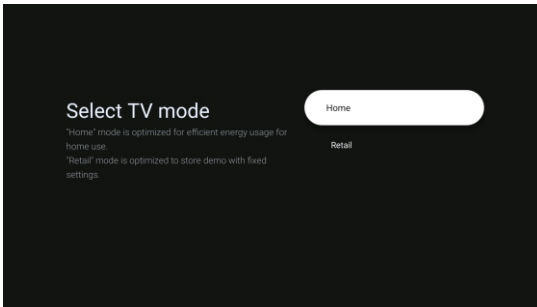 Select TV mode
"Home" mode is optimized for efficient energy usage for
home use.
"Retail" mode is optimized to store demo with fixed
settings.
Home
Retail